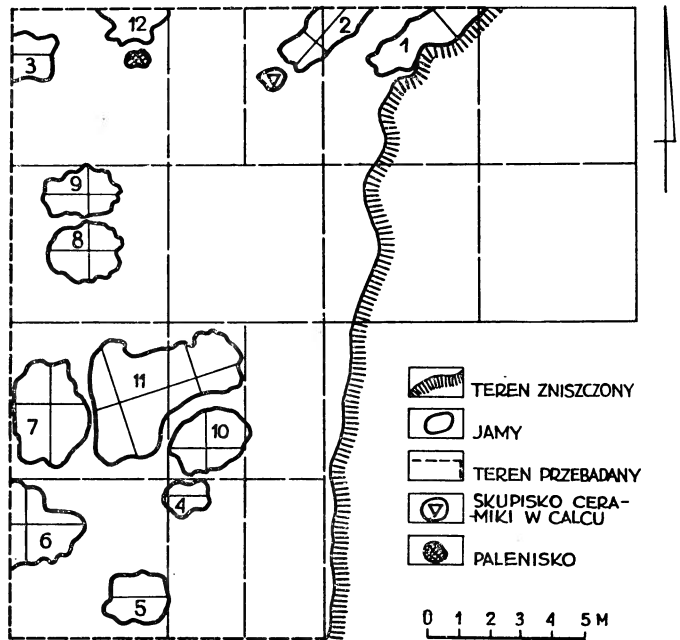 12
2
1
3
9
8
11
7
10
4
6
5
TEREN ZNISZCZONY
JAMY
TEREN PRZEBADANY
SKUPISKO CERA-
-MIKI W CALCU
PALENISKO
0 1 2 3 4 5 M